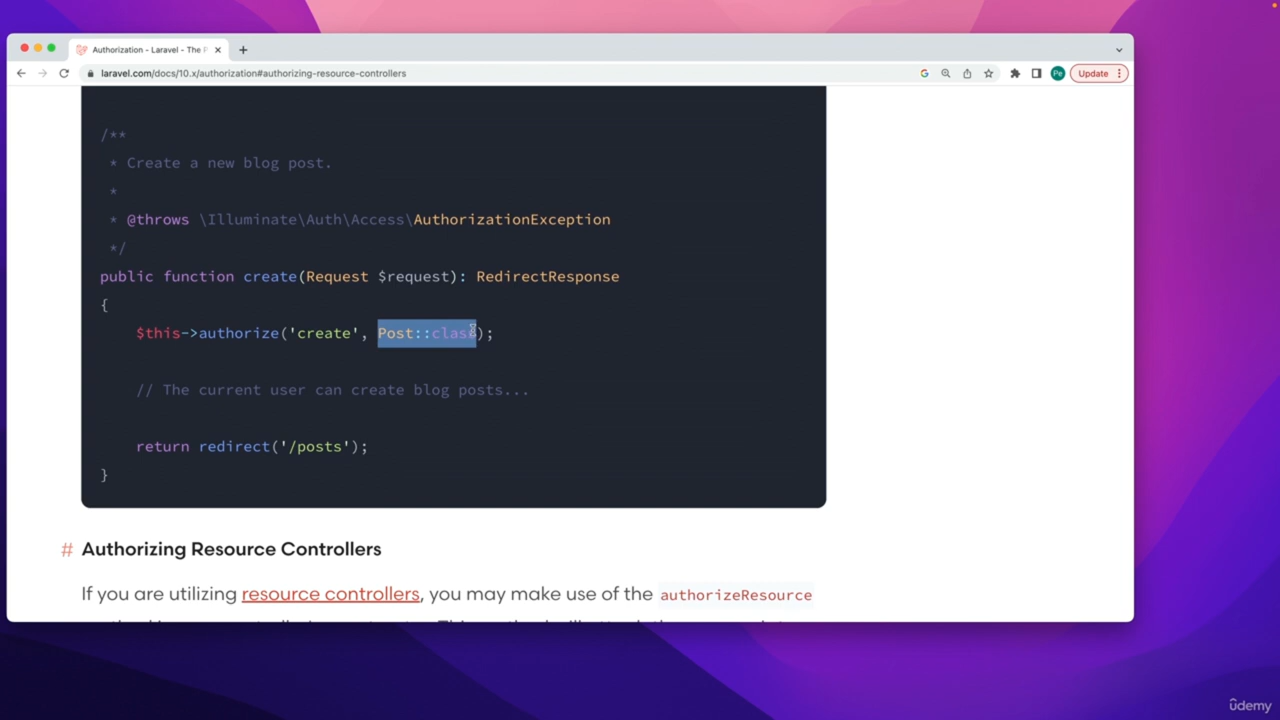 Authorization - Laravel - The P
laravel.com/docs/10.x/authorization#authorizing-resource-controllers
Pe
Update
/**
* Create a new blog post.
*
* @throws \Illuminate\Auth\Access\AuthorizationException
*/
public function create(Request $request): RedirectResponse
{
$this->authorize('create', Post::class);
// The current user can create blog posts...
return redirect('/posts');
}
# Authorizing Resource Controllers
If you are utilizing resource controllers, you may make use of the authorizeResource
udemy